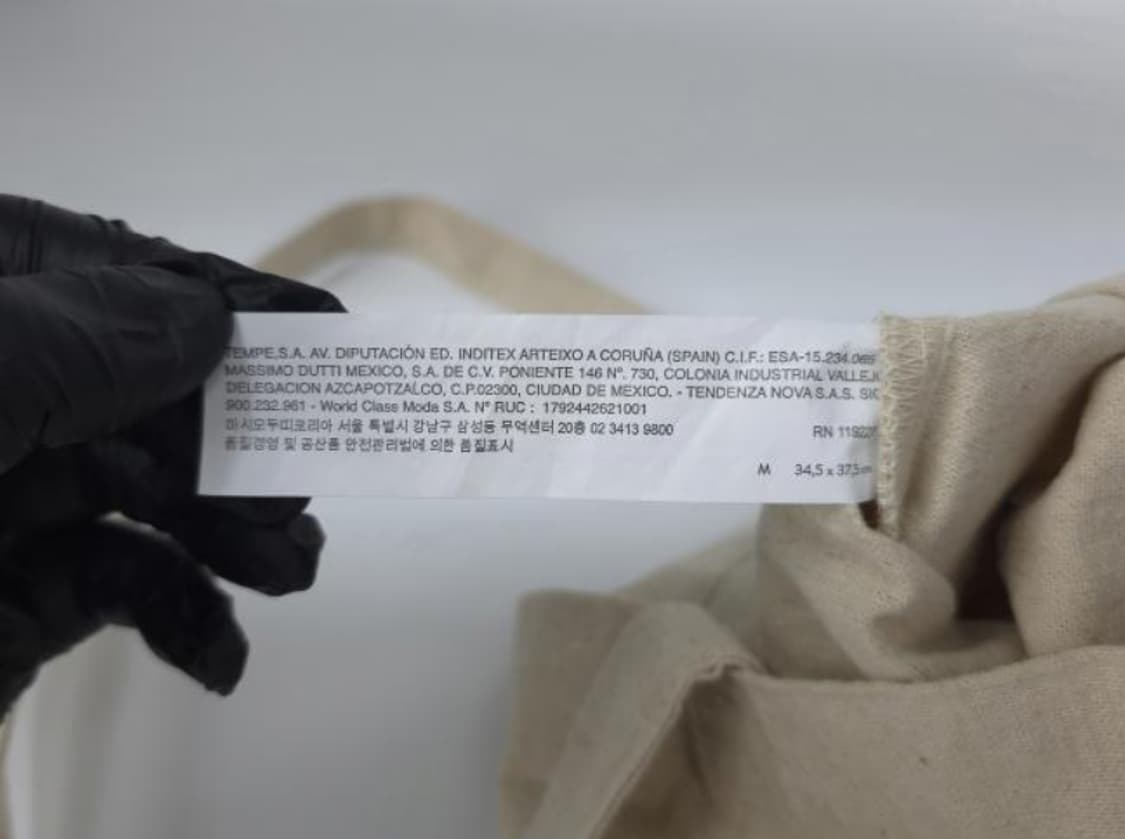 TEMPE,S.A. AV. DIPUTACIÓN ED. INDITEX ARTEIXO A CORUÑA (SPAIN) C.I.F.: ESA-15.234.065
MASSIMO DUTTI MEXICO, S.A. DE C.V. PONIENTE 146 Nº. 730, COLONIA INDUSTRIAL VALLEJ
DELEGACION AZCAPOTZALCO, C.P.02300, CIUDAD DE MEXICO. - TENDENZA NOVA S.A.S. SIC
900.232.961 - World Class Moda S.A. Nº RUC : 1792442621001
마시모두띠코리아 서울 특별시 강남구 삼성동 무역센터 20층 02 3413 9800
RN
품질경영 및 공산품 안전관리법에 의한 품질표시
M 34,5 x 37,5